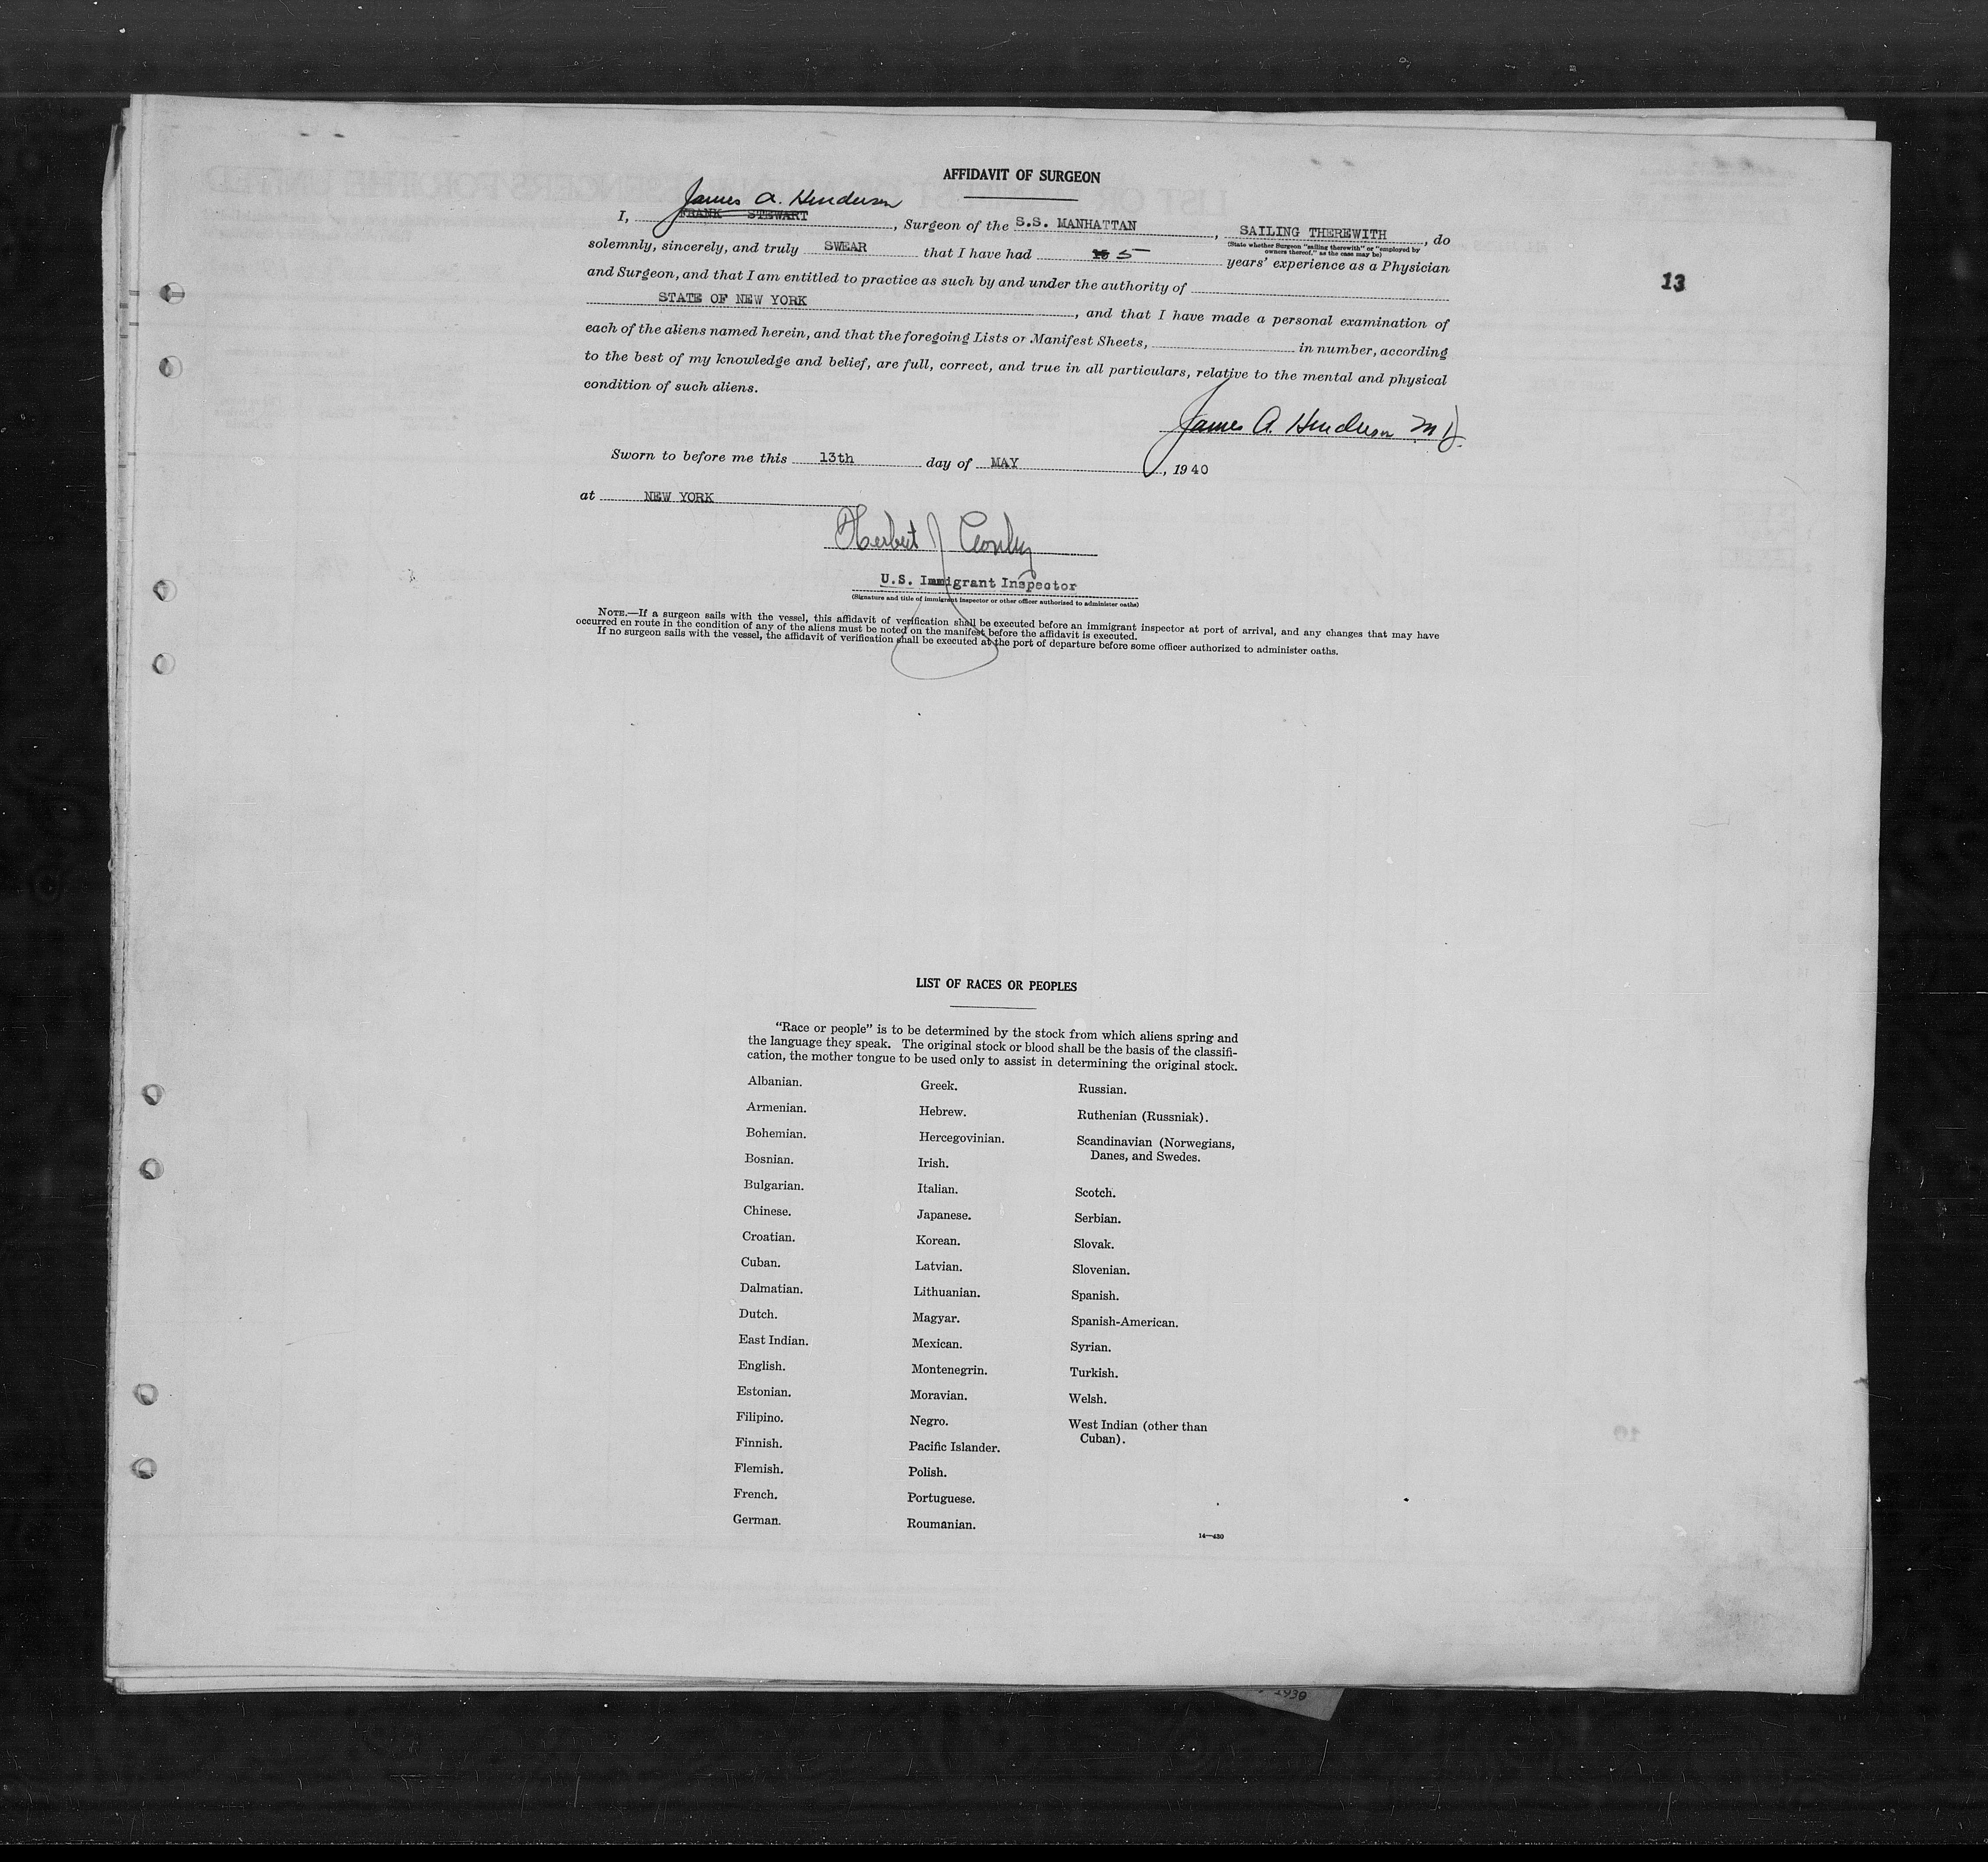 AFFIDAVIT OF SURGEON
James A. Henderson
I, FRANK STEWART, Surgeon of the S.S. MANHATTAN, SAILING THEREWITH, do
(State whether Surgeon "sailing therewith" or "employed by
owners thereof," as the case may be)
solemnly, sincerely, and truly SWEAR that I have had 5 years' experience as a Physician
and Surgeon, and that I am entitled to practice as such by and under the authority of
STATE OF NEW YORK, and that I have made a personal examination of
each of the aliens named herein, and that the foregoing Lists or Manifest Sheets, in number, according
to the best of my knowledge and belief, are full, correct, and true in all particulars, relative to the mental and physical
condition of such aliens.
13
James A. Henderson M D.
Sworn to before me this 13th day of MAY, 1940
at NEW YORK
Herbert J Conley
U.S. Immigrant Inspector
(Signature and title of immigrant inspector or other officer authorized to administer oaths)
NOTE.—If a surgeon sails with the vessel, this affidavit of verification shall be executed before an immigrant inspector at port of arrival, and any changes that may have
occurred en route in the condition of any of the aliens must be noted on the manifest before the affidavit is executed.
If no surgeon sails with the vessel, the affidavit of verification shall be executed at the port of departure before some officer authorized to administer oaths.
LIST OF RACES OR PEOPLES
"Race or people" is to be determined by the stock from which aliens spring and
the language they speak. The original stock or blood shall be the basis of the classifi-
cation, the mother tongue to be used only to assist in determining the original stock.
Albanian.
Armenian.
Bohemian.
Bosnian.
Bulgarian.
Chinese.
Croatian.
Cuban.
Dalmatian.
Dutch.
East Indian.
English.
Estonian.
Filipino.
Finnish.
Flemish.
French.
German.
Greek.
Hebrew.
Hercegovinian.
Irish.
Italian.
Japanese.
Korean.
Latvian.
Lithuanian.
Magyar.
Mexican.
Montenegrin.
Moravian.
Negro.
Pacific Islander.
Polish.
Portuguese.
Roumanian.
Russian.
Ruthenian (Russniak).
Scandinavian (Norwegians,
Danes, and Swedes.
Scotch.
Serbian.
Slovak.
Slovenian.
Spanish.
Spanish-American.
Syrian.
Turkish.
Welsh.
West Indian (other than
Cuban).
14—430
1930